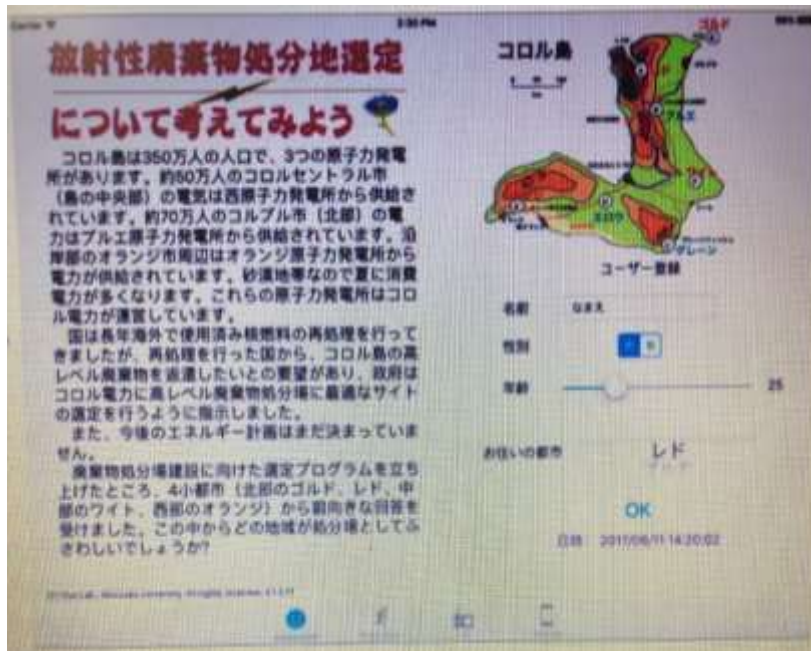 2:30 PM
放射性廃棄物処分地選定
について考えてみよう
コロル島は350万人の人口で、3つの原子力発電
所があります。約50万人のコロルセントラル市
(島の中央部)の電気は西原子力発電所から供給さ
れています。約70万人のコルブル市(北部)の電
力はブルエ原子力発電所から供給されています。沿
岸部のオランジ市周辺はオランジ原子力発電所から
電力が供給されています。砂漠地帯なので夏に消費
電力が多くなります。これらの原子力発電所はコロ
ル電力が運営しています。
国は長年海外で使用済み核燃料の再処理を行って
きましたが、再処理を行った国から、コロル島の高
レベル廃棄物を返還したいとの要望があり、政府は
コロル電力に高レベル廃棄物処分場に最適なサイト
の選定を行うように指示しました。
また、今後のエネルギー計画はまだ決まっていま
せん。
廃棄物処分場建設に向けた選定プログラムを立ち
上げたところ、4小都市(北部のゴルド、レド、中
部のワイト、西部のオランジ)から前向きな回答を
受けました。この中からどの地域が処分場としてふ
さわしいでしょうか?
コロル島
ゴルド
ブルエ
エロウ
グレーン
ユーザー登録
名前 なまえ
性別
年齢 25
お住いの都市 レド
OK
日時 2017/06/11 14:20:02